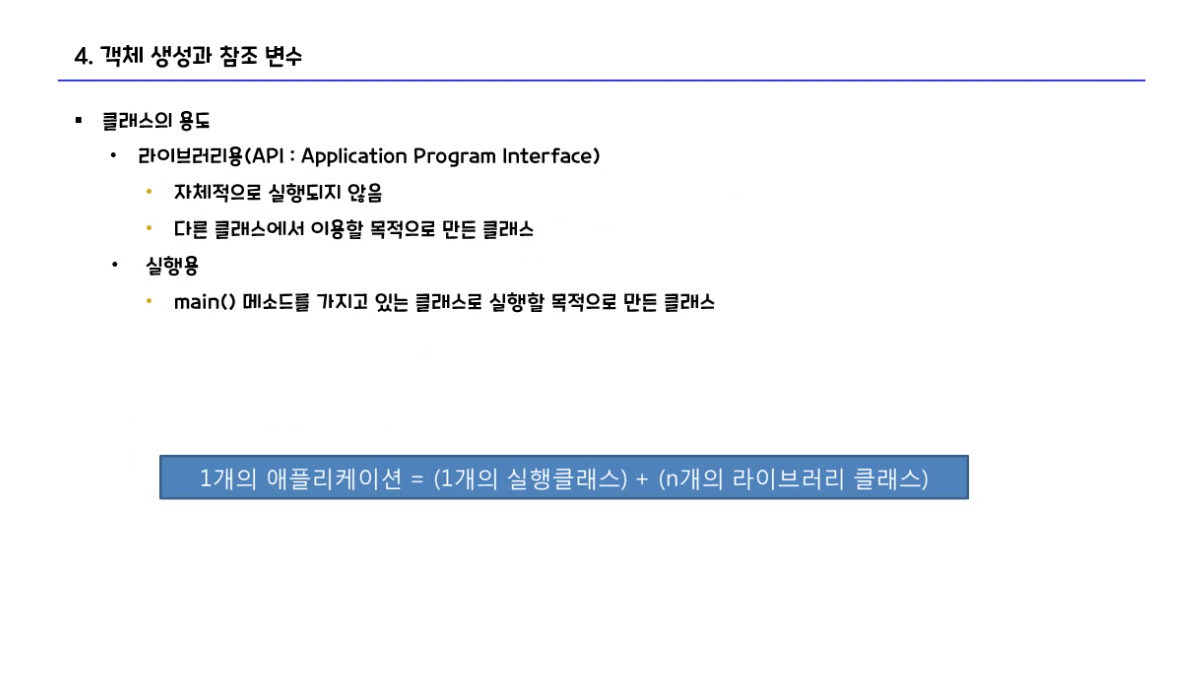 4. 객체 생성과 참조 변수
▪ 클래스의 용도
• 라이브러리용(API : Application Program Interface)
• 자체적으로 실행되지 않음
• 다른 클래스에서 이용할 목적으로 만든 클래스
• 실행용
• main() 메소드를 가지고 있는 클래스로 실행할 목적으로 만든 클래스
1개의 애플리케이션 = (1개의 실행클래스) + (n개의 라이브러리 클래스)